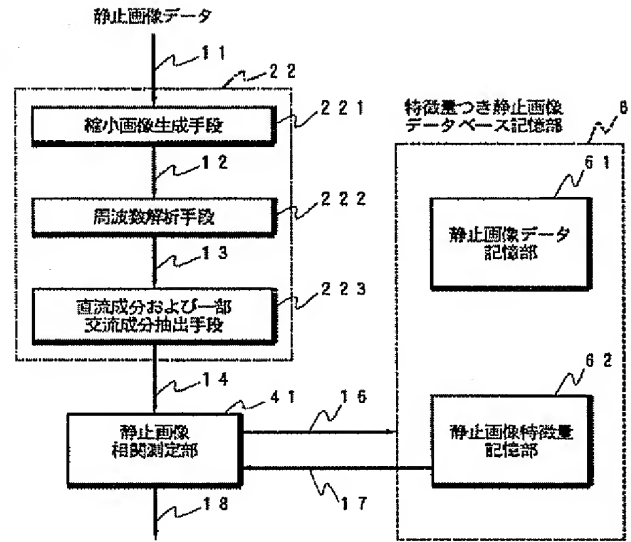 静止画像データ
11
22
縮小画像生成手段
221
12
周波数解析手段
222
13
直流成分および一部
交流成分抽出手段
223
14
静止画像
相関測定部
41
16
17
18
特徴量つき静止画像
データベース記憶部
6
静止画像データ
記憶部
61
静止画像特徴量
記憶部
62